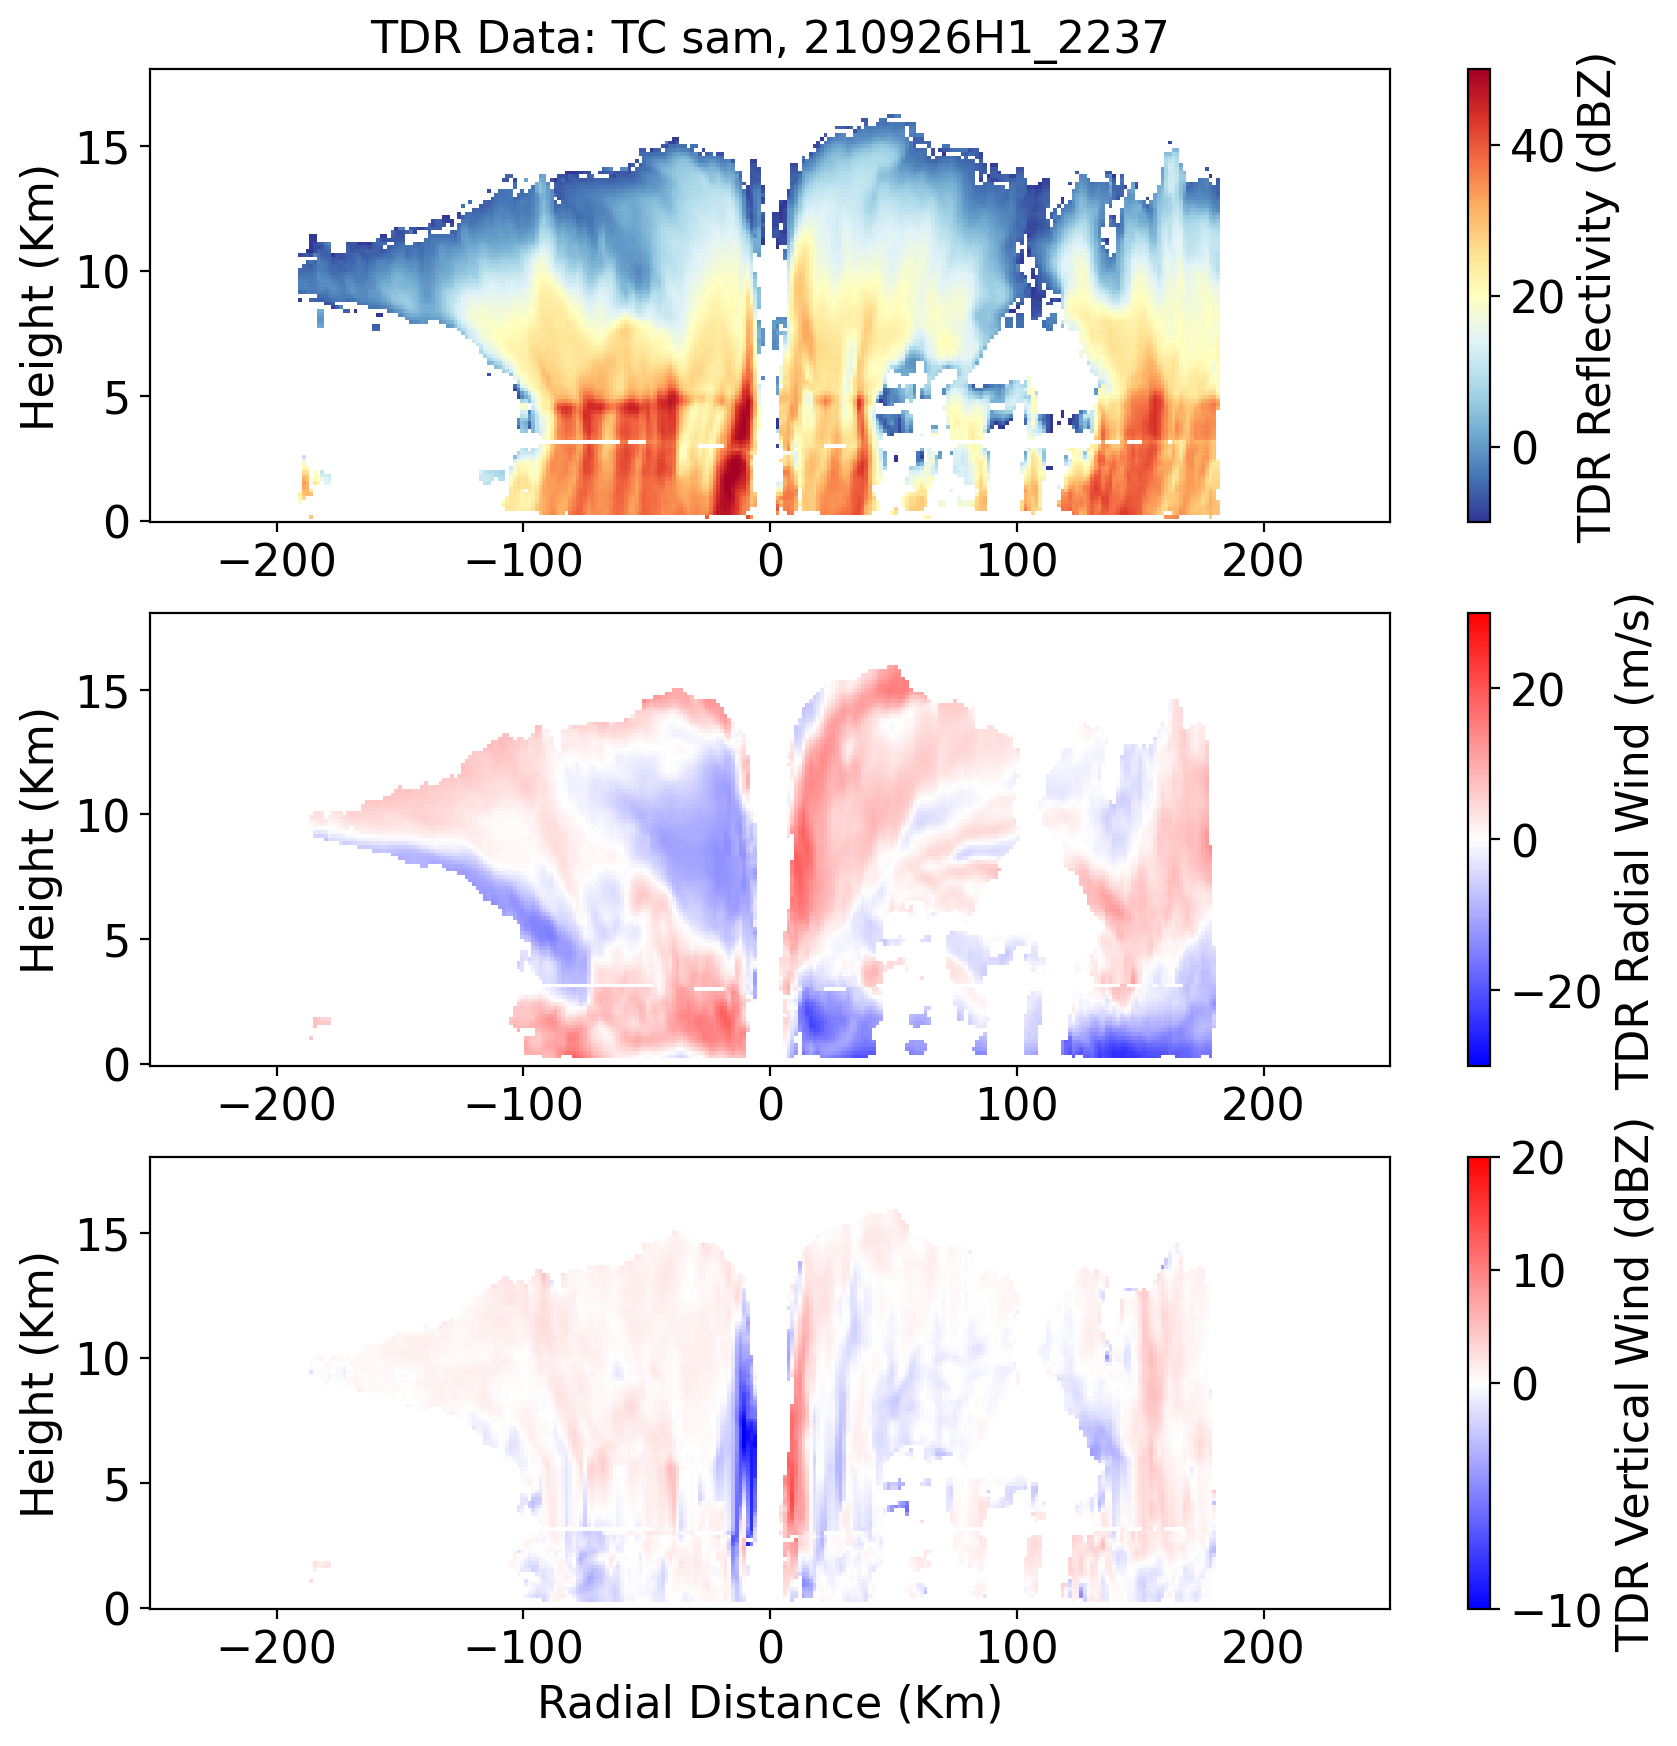 TDR Data: TC sam, 210926H1_2237
15
10
5
0
Height (Km)
−200 −100 0 100 200
40
20
0
TDR Reflectivity (dBZ)
15
10
5
0
Height (Km)
−200 −100 0 100 200
20
0
−20
TDR Radial Wind (m/s)
15
10
5
0
Height (Km)
−200 −100 0 100 200
Radial Distance (Km)
20
10
0
−10
TDR Vertical Wind (dBZ)